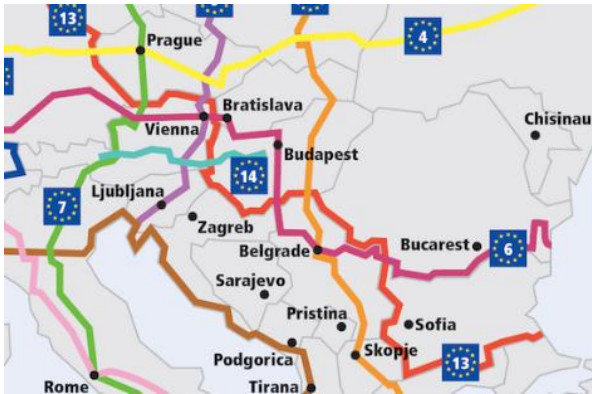 13
4
Prague
Chisinau
Bratislava
Vienna
Budapest
14
Ljubljana
7
Zagreb
Bucarest
6
Belgrade
Sarajevo
Pristina
Sofia
Podgorica
Skopje
13
Rome
Tirana